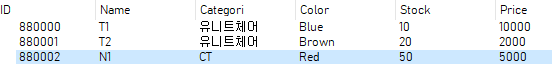 ID Name Categori Color Stock Price
880000 T1 유니트체어 Blue 10 10000
880001 T2 유니트체어 Brown 20 2000
880002 N1 CT Red 50 5000